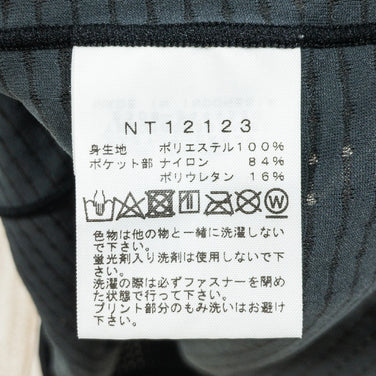 NT12123
身生地 ポリエステル100%
ポケット部 ナイロン 84%
ポリウレタン 16%
色物は他の物と一緒に洗濯しない
で下さい。
蛍光剤入り洗剤は使用しないで下
さい。
洗濯の際は必ずファスナーを閉め
た状態で行って下さい。
プリント部分のもみ洗いはお避け
下さい。